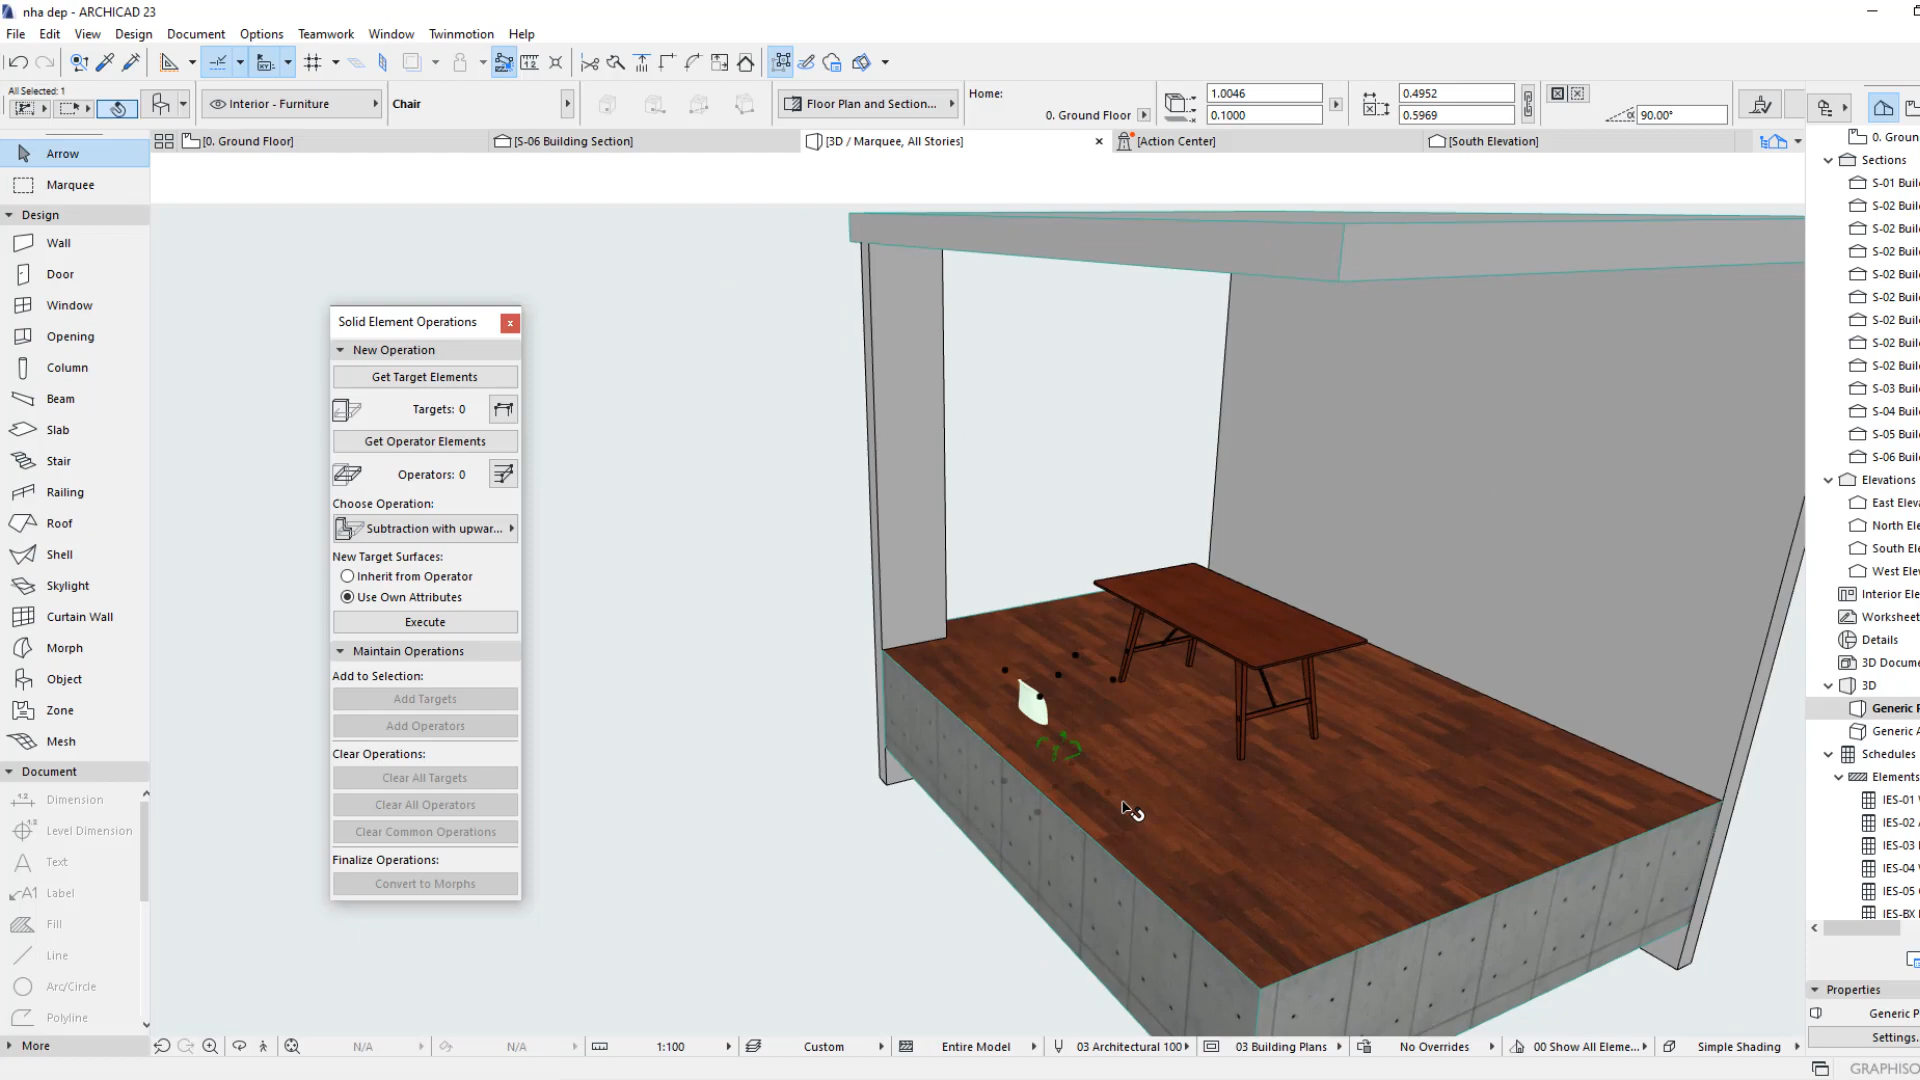 nha dep - ARCHICAD 23
File Edit View Design Document Options Teamwork Window Twinmotion Help
All Selected: 1
Interior - Furniture
Chair
Floor Plan and Section...
Home:
0. Ground Floor
1.0046
0.1000
0.4952
0.5969
90.00°
[0. Ground Floor]
[S-06 Building Section]
[3D / Marquee, All Stories]
[Action Center]
[South Elevation]
Arrow
Marquee
Design
Wall
Door
Window
Opening
Column
Beam
Slab
Stair
Railing
Roof
Shell
Skylight
Curtain Wall
Morph
Object
Zone
Mesh
Document
Dimension
Level Dimension
Text
Label
Fill
Line
Arc/Circle
Polyline
More
Solid Element Operations
New Operation
Get Target Elements
Targets: 0
Get Operator Elements
Operators: 0
Choose Operation:
Subtraction with upwar...
New Target Surfaces:
Inherit from Operator
Use Own Attributes
Execute
Maintain Operations
Add to Selection:
Add Targets
Add Operators
Clear Operations:
Clear All Targets
Clear All Operators
Clear Common Operations
Finalize Operations:
Convert to Morphs
0. Groun
Sections
S-01 Buil
S-02 Buil
S-02 Buil
S-02 Buil
S-02 Buil
S-02 Buil
S-02 Buil
S-02 Buil
S-02 Buil
S-03 Buil
S-04 Buil
S-05 Buil
S-06 Buil
Elevations
East Eleva
North Ele
South Ele
West Elev
Interior Ele
Worksheet
Details
3D Docume
3D
Generic P
Generic A
Schedules
Elements
IES-01 W
IES-02 A
IES-03
IES-04 W
IES-05 C
IES-BX
Properties
Generic P
Settings.
N/A
N/A
1:100
Custom
Entire Model
03 Architectural 100
03 Building Plans
No Overrides
00 Show All Eleme...
Simple Shading
GRAPHISO